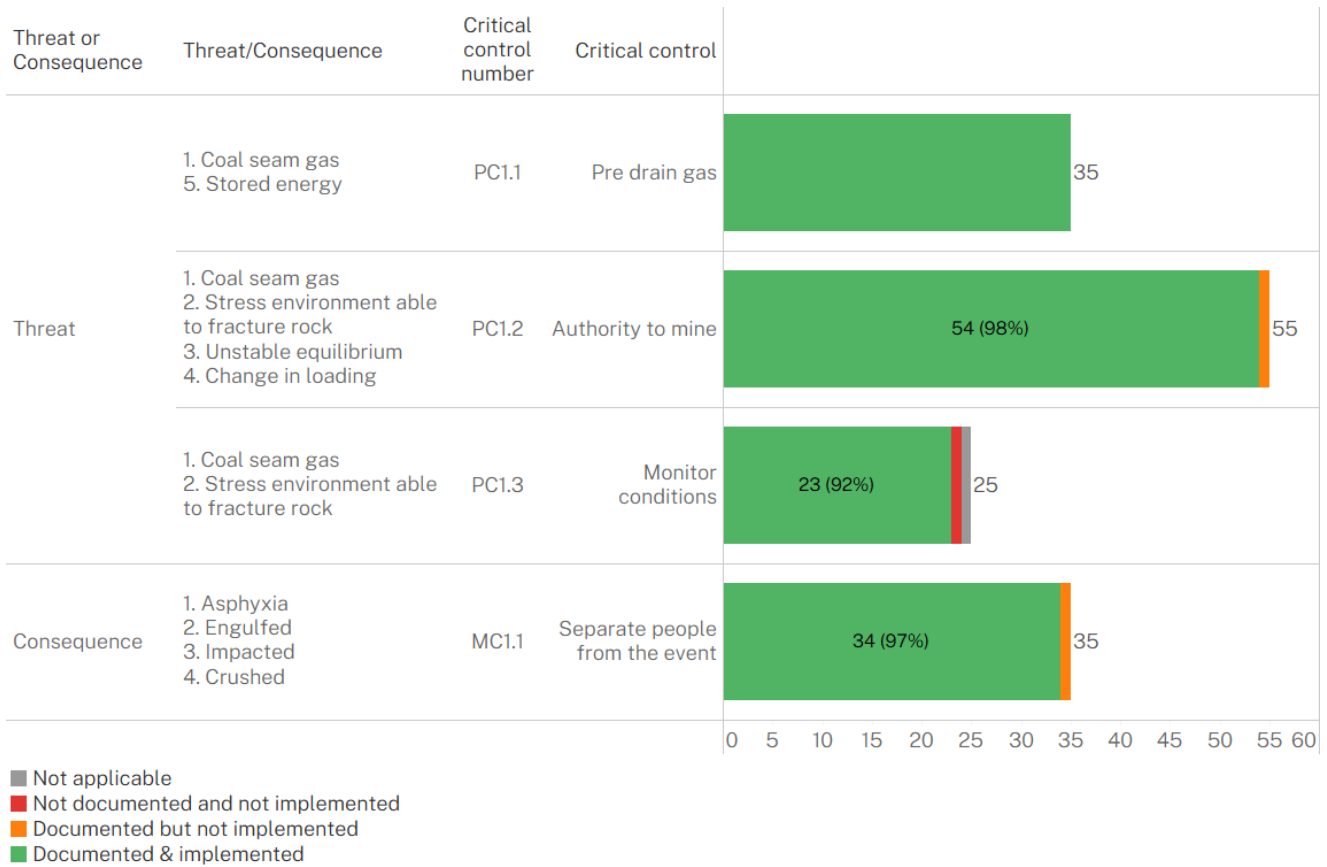 Threat or
Consequence
Threat/Consequence
Critical
control
number
Critical control
1. Coal seam gas
5. Stored energy
PC1.1
Pre drain gas
35
Threat
1. Coal seam gas
2. Stress environment able
to fracture rock
3. Unstable equilibrium
4. Change in loading
PC1.2
Authority to mine
54 (98%)
55
1. Coal seam gas
2. Stress environment able
to fracture rock
PC1.3
Monitor
conditions
23 (92%)
25
Consequence
1. Asphyxia
2. Engulfed
3. Impacted
4. Crushed
MC1.1
Separate people
from the event
34 (97%)
35
0 5 10 15 20 25 30 35 40 45 50 55 60
Not applicable
Not documented and not implemented
Documented but not implemented
Documented & implemented